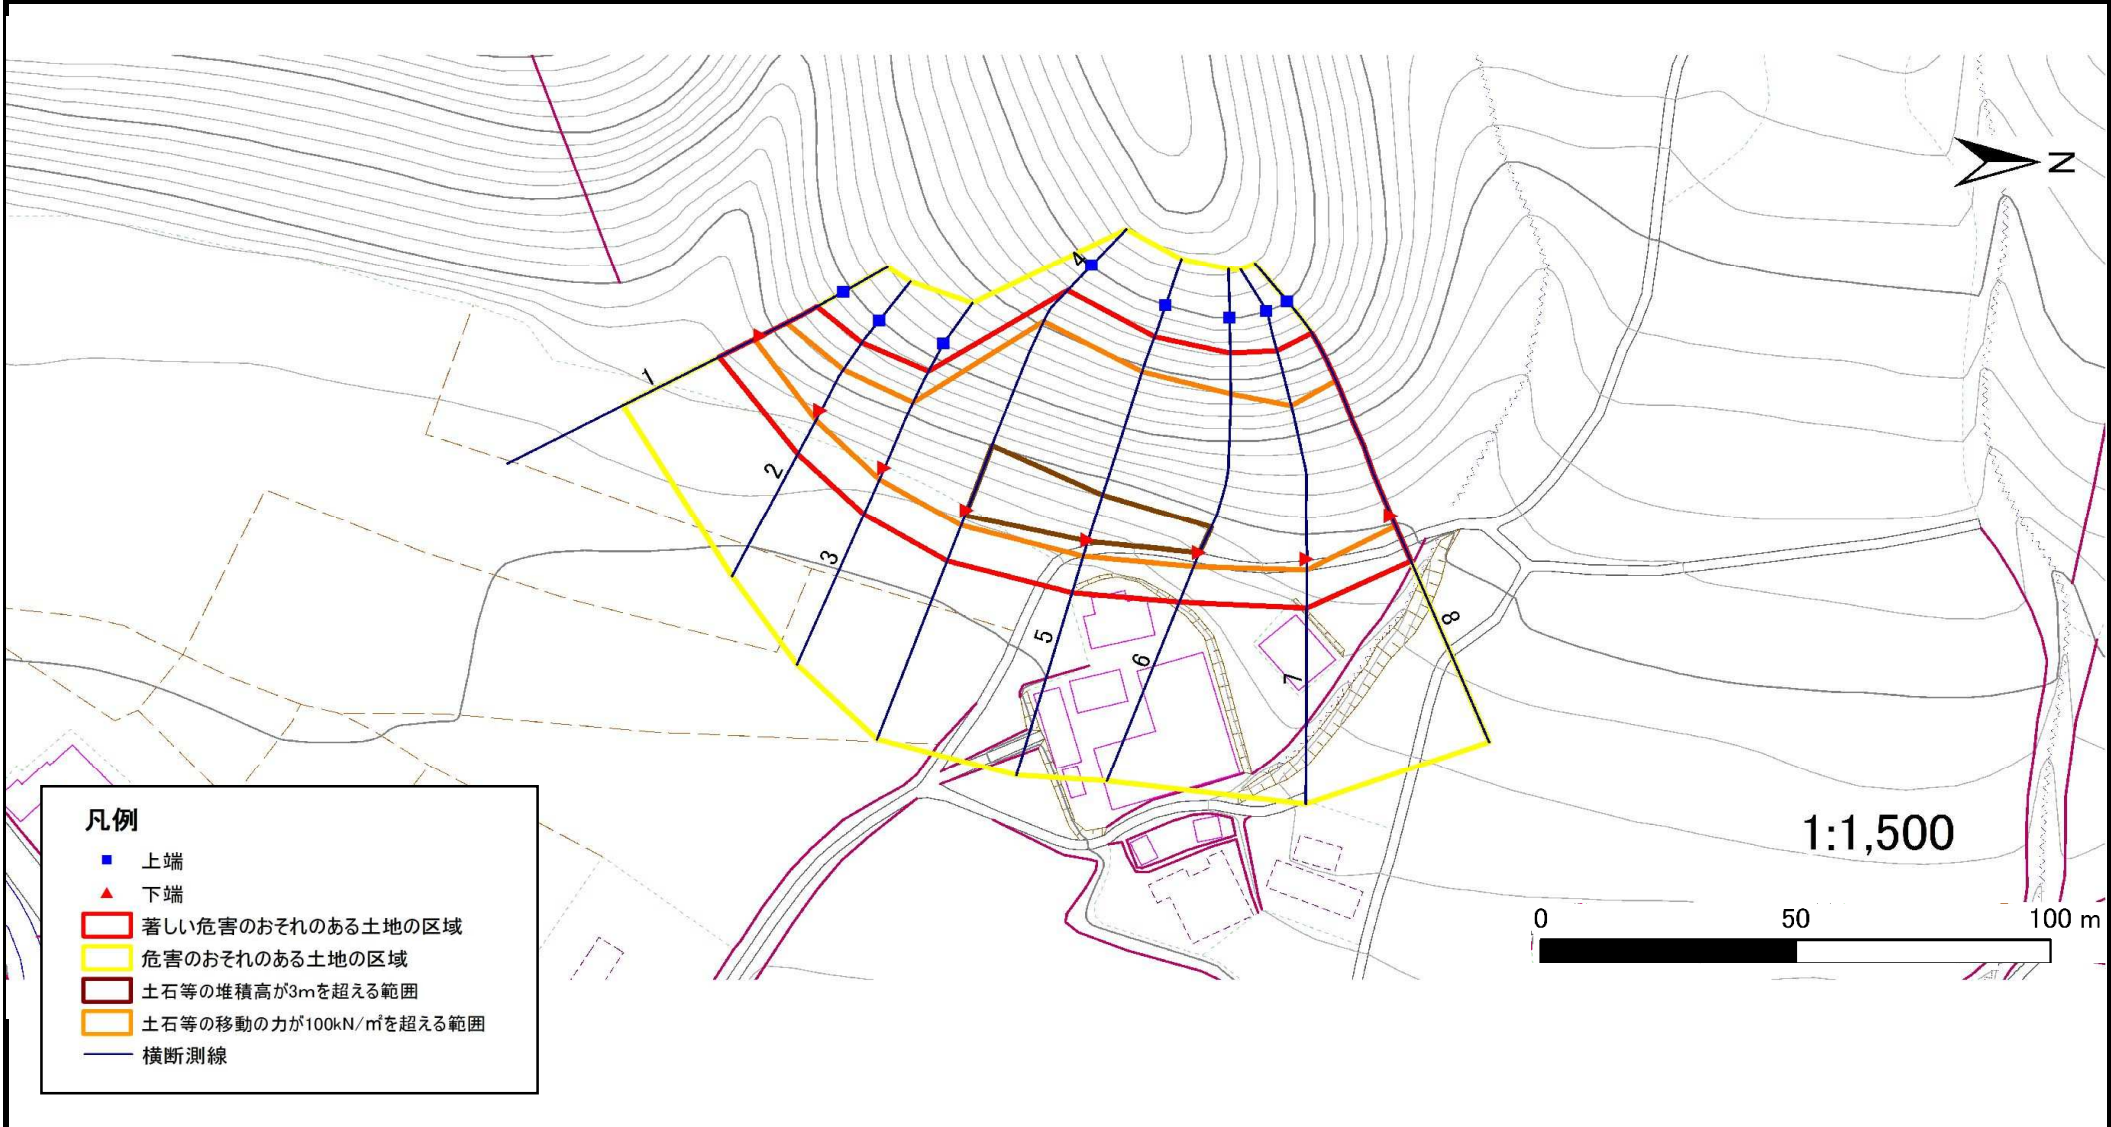 N
4
1
2
3
5
6
7
8
1:1,500
0 50 100 m
凡例
上端
下端
著しい危害のおそれのある土地の区域
危害のおそれのある土地の区域
土石等の堆積高が3mを超える範囲
土石等の移動の力が100kN/㎡を超える範囲
横断測線